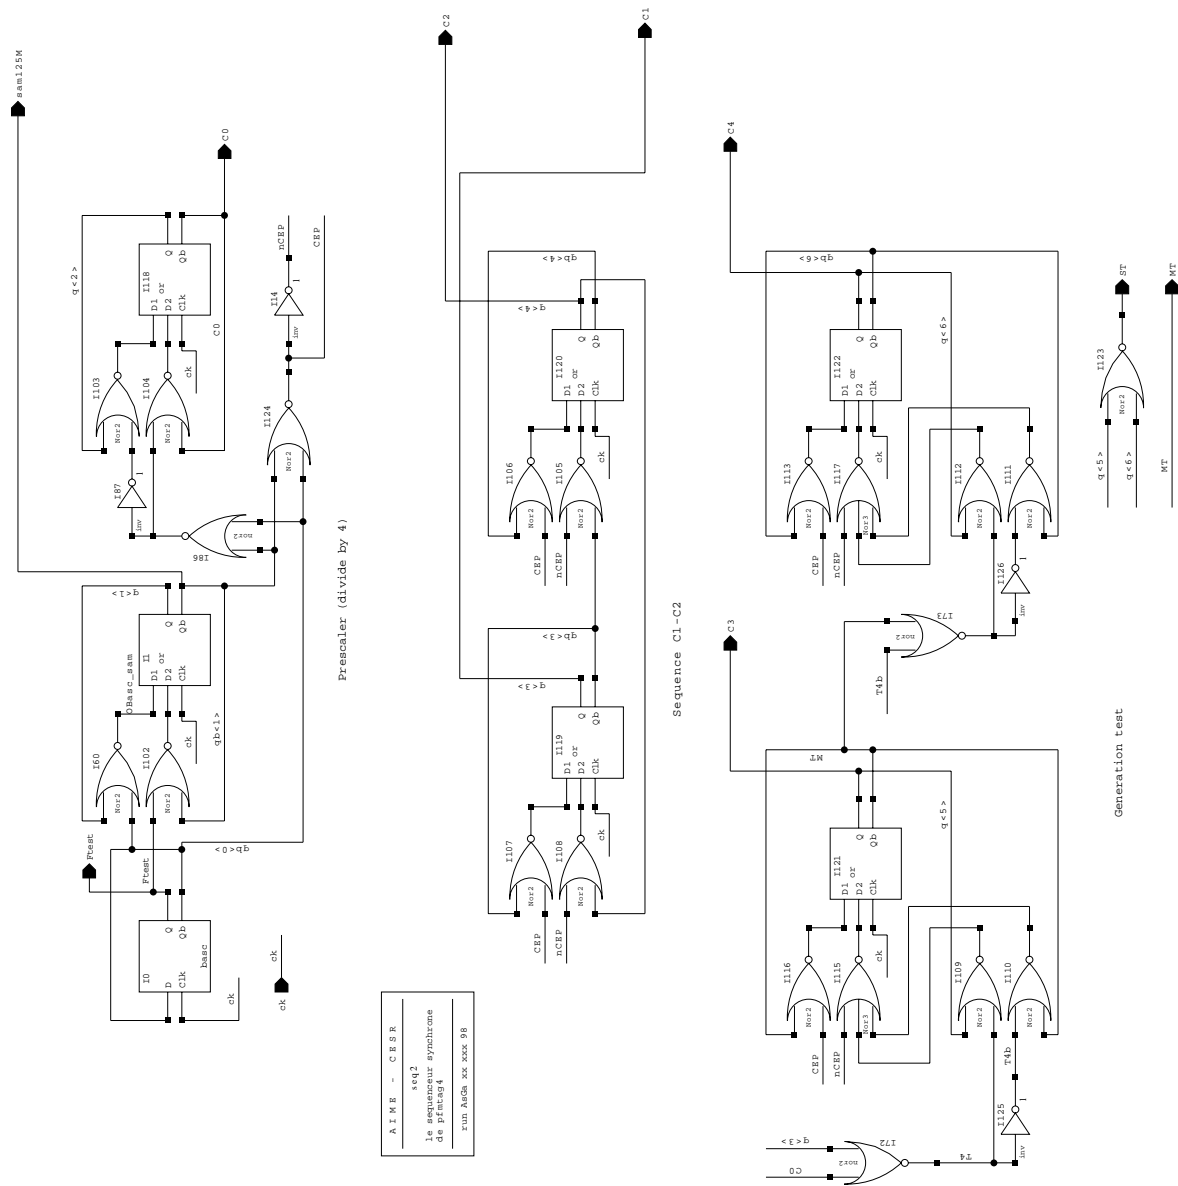 sam125M
C0
q<2>
I118
D1 or
D2
Clk
Q
Qb
C0
ck
I103
Nor2
I104
Nor2
I87
inv
1
I86
nor2
I124
Nor2
I14
inv
1
nCEP
CEP
q<1>
OBasc_sam
I1
D1 or
D2
Clk
Q
Qb
ck
qb<1>
I60
Nor2
I102
Nor2
Ftest
Ftest
qb<0>
I0
D
Clk
Q
Qb
basc
ck
ck
ck
Prescaler (divide by 4)
C2
C1
qb<4>
q<4>
I120
D1 or
D2
Clk
Q
Qb
ck
I106
Nor2
I105
Nor2
CEP
nCEP
qb<3>
q<3>
I119
D1 or
D2
Clk
Q
Qb
ck
I107
Nor2
I108
Nor2
CEP
nCEP
Sequence C1-C2
C4
qb<6>
q<6>
I122
D1 or
D2
Clk
Q
Qb
ck
I113
Nor2
I117
Nor3
I112
Nor2
I111
Nor2
CEP
nCEP
I126
inv
1
I73
nor2
T4b
C3
MT
q<5>
I121
D1 or
D2
Clk
Q
Qb
ck
I116
Nor2
I115
Nor3
I109
Nor2
I110
Nor2
CEP
nCEP
T4b
I125
inv
1
I72
nor2
T4
q<3>
C0
ST
I123
Nor2
q<5>
q<6>
MT
MT
Generation test
AIME - CESR
seq2
le sequenceur synchrone
de pfmtag4
run AsGa xx xxx 98